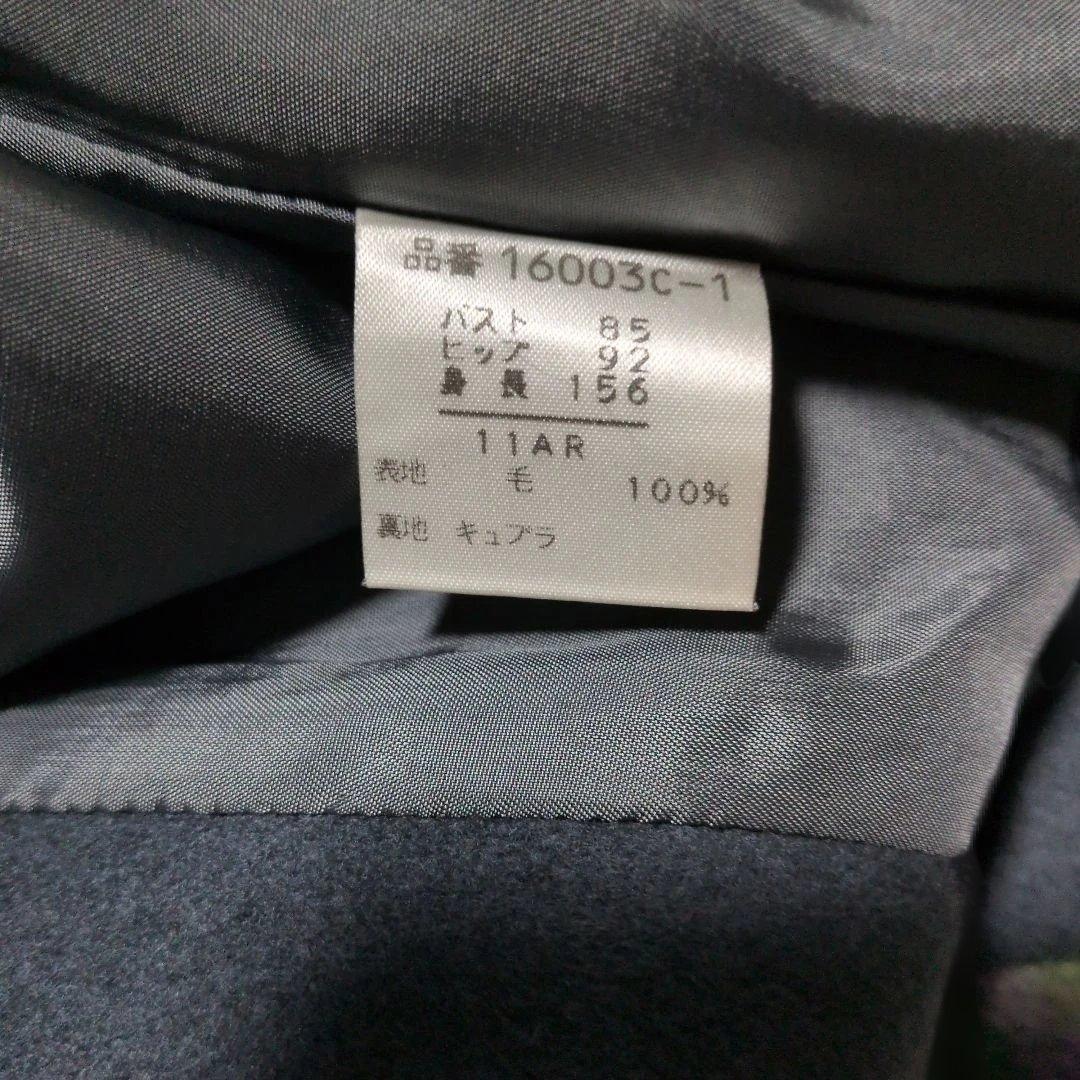 品番 16003C-1
バスト 85
ヒップ 92
身長 156
11AR
表地 毛 100%
裏地 キュプラ